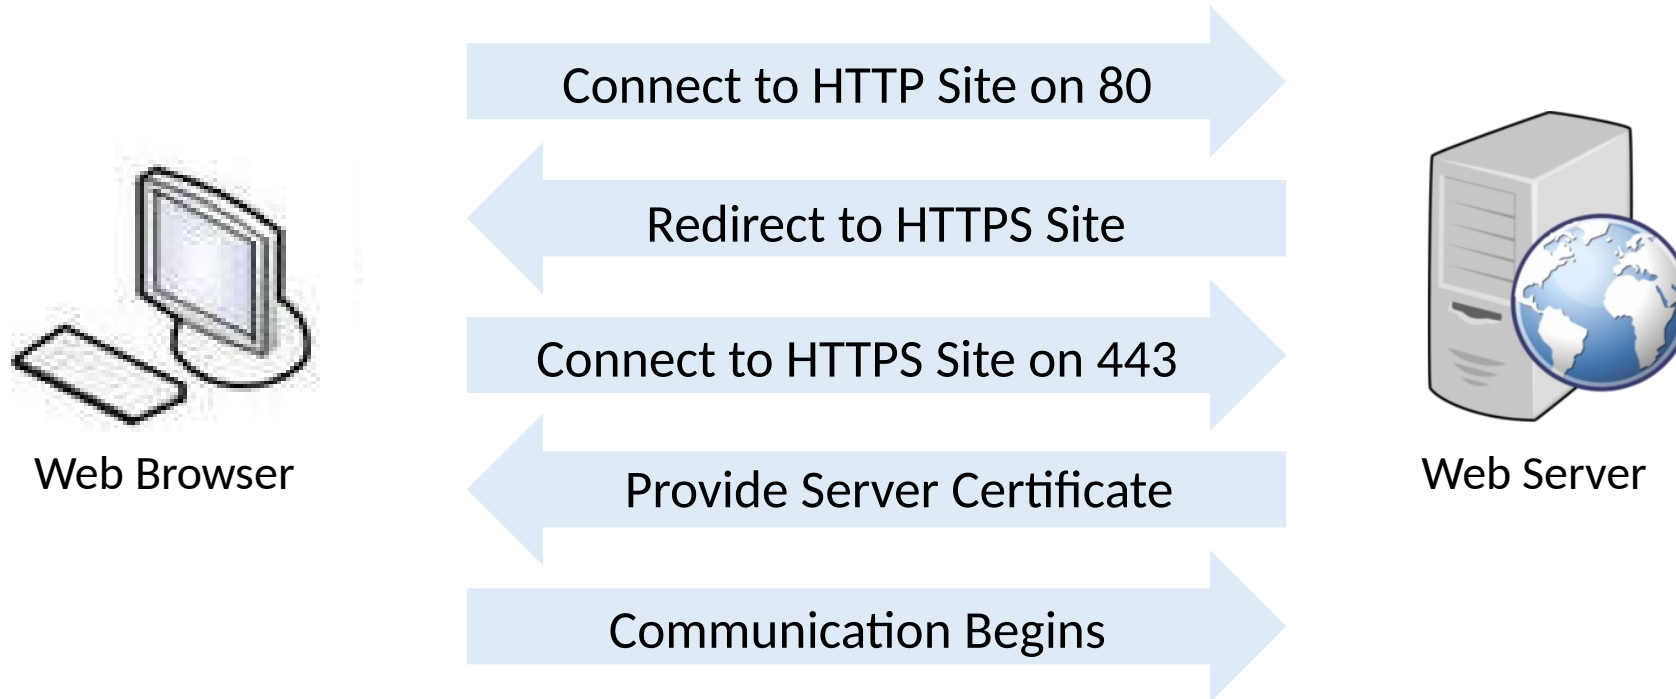 Connect to HTTP Site on 80
Redirect to HTTPS Site
Connect to HTTPS Site on 443
Provide Server Certificate
Communication Begins
Web Browser
Web Server